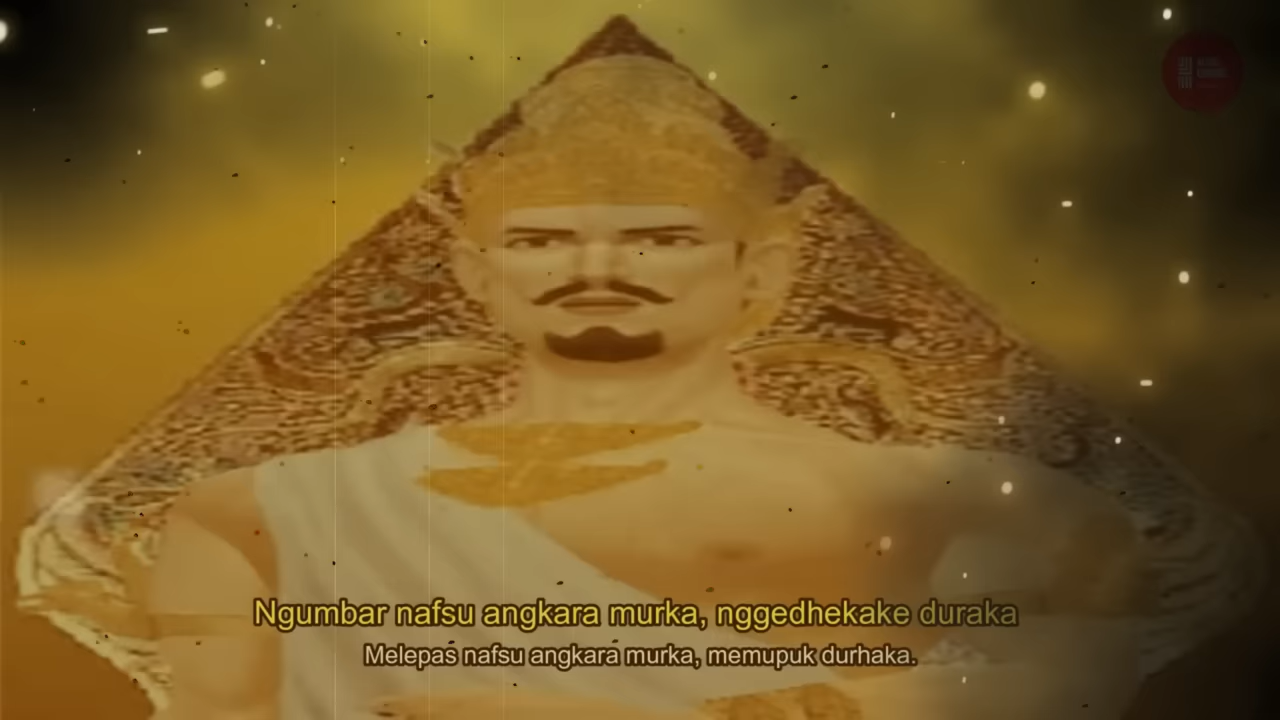 Ngumbar nafsu angkara murka, nggedhekake duraka
Melepas nafsu angkara murka, memupuk durhaka.